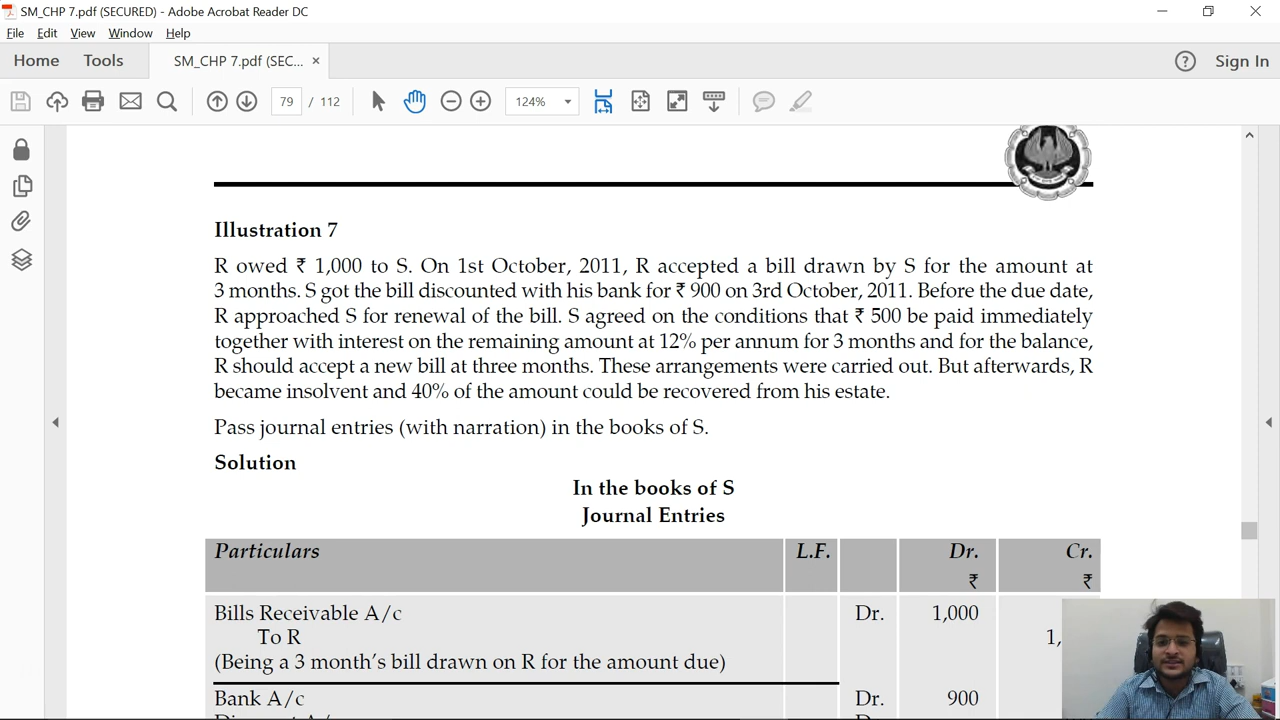 SM_CHP 7.pdf (SECURED) - Adobe Acrobat Reader DC
File Edit View Window Help
Home Tools SM_CHP 7.pdf (SEC... × Sign In
79 / 112 124%
Illustration 7
R owed ₹ 1,000 to S. On 1st October, 2011, R accepted a bill drawn by S for the amount at
3 months. S got the bill discounted with his bank for ₹ 900 on 3rd October, 2011. Before the due date,
R approached S for renewal of the bill. S agreed on the conditions that ₹ 500 be paid immediately
together with interest on the remaining amount at 12% per annum for 3 months and for the balance,
R should accept a new bill at three months. These arrangements were carried out. But afterwards, R
became insolvent and 40% of the amount could be recovered from his estate.
Pass journal entries (with narration) in the books of S.
Solution
In the books of S
Journal Entries
Particulars L.F. Dr. Cr.
₹ ₹
Bills Receivable A/c Dr. 1,000
To R 1,
(Being a 3 month's bill drawn on R for the amount due)
Bank A/c Dr. 900